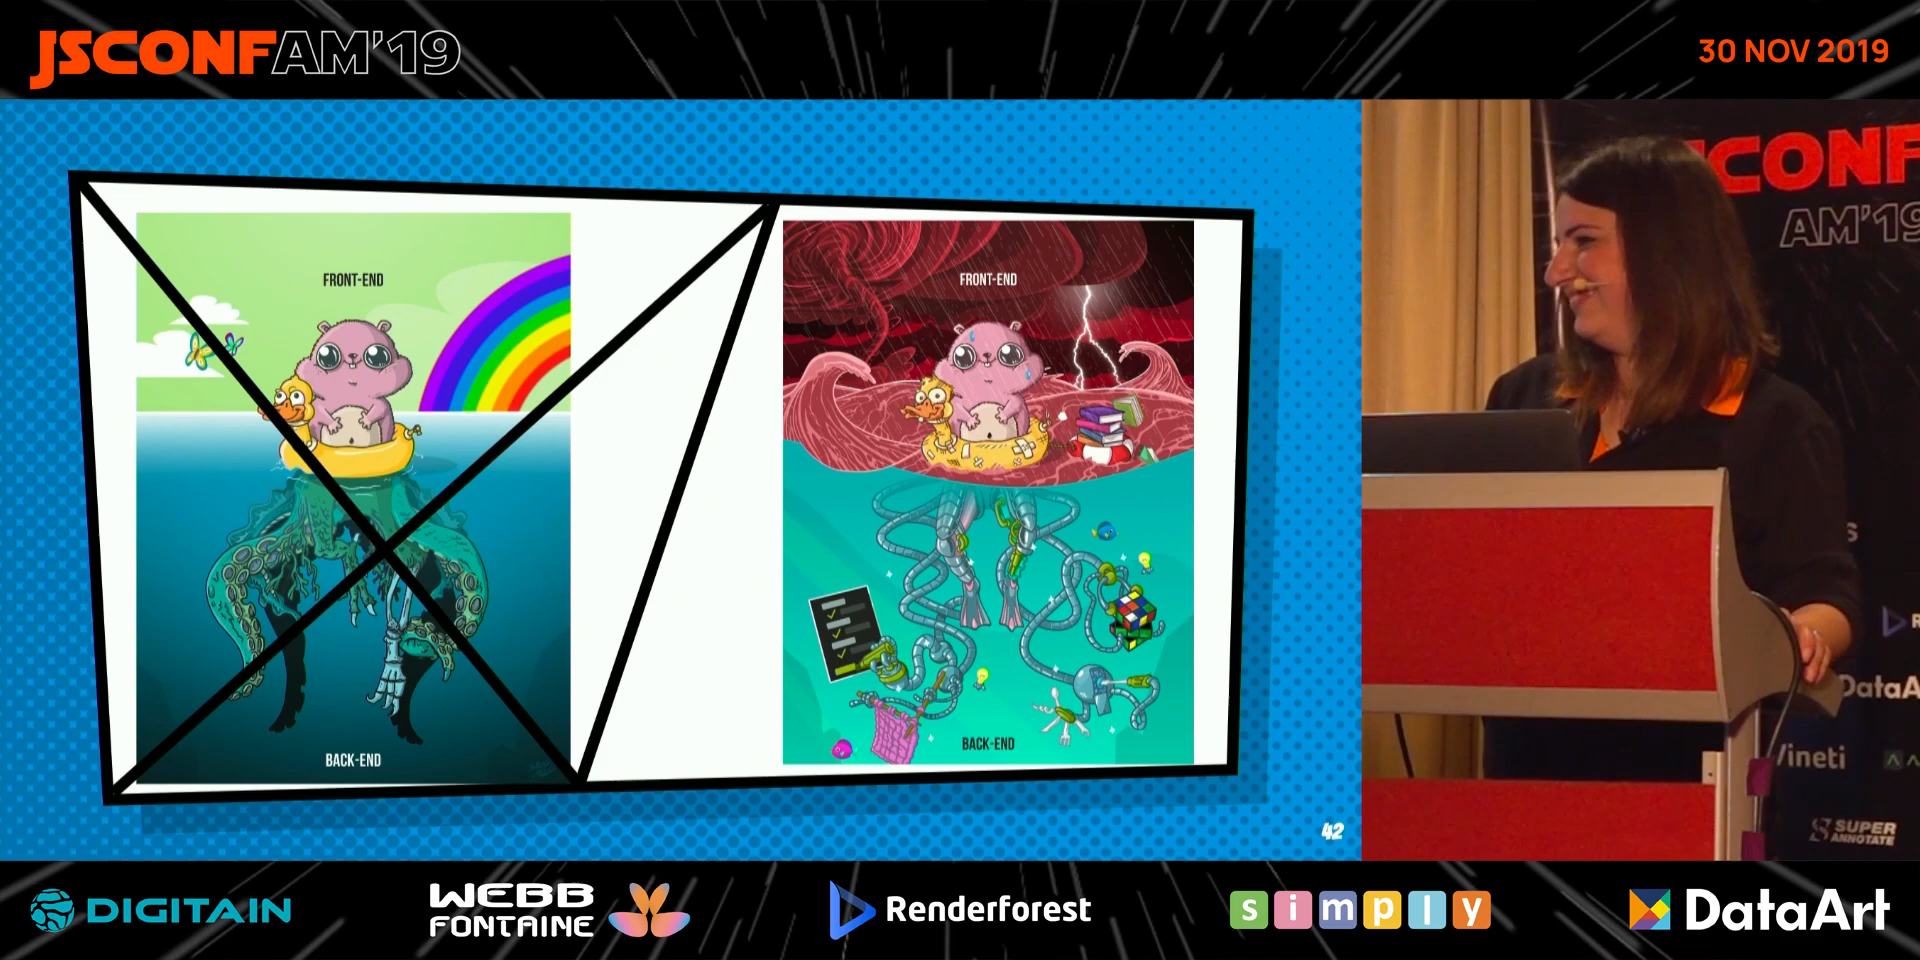 JSCONFAM'19
30 NOV 2019
FRONT-END
BACK-END
FRONT-END
BACK-END
42
CONF
AM'19
DataA
Vineti
SUPER
ANNOTATE
DIGITAIN
WEBB
FONTAINE
Renderforest
simply
DataArt